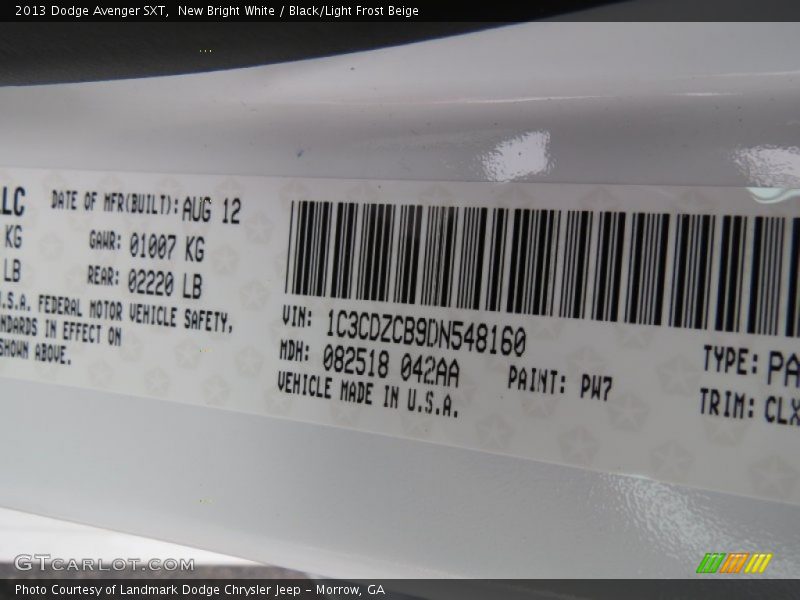 2013 Dodge Avenger SXT,  New Bright White / Black/Light Frost Beige
LLC DATE OF MFR(BUILT): AUG 12
KG GAWR: 01007 KG
LB REAR: 02220 LB
U.S.A. FEDERAL MOTOR VEHICLE SAFETY,
NDARDS IN EFFECT ON
SHOWN ABOVE.
VIN: 1C3CDZCB9DN548160
MDH: 082518 042AA
PAINT: PW7
VEHICLE MADE IN U.S.A.
TYPE: PA
TRIM: CLX
GTCARLOT.COM
Photo Courtesy of Landmark Dodge Chrysler Jeep – Morrow, GA